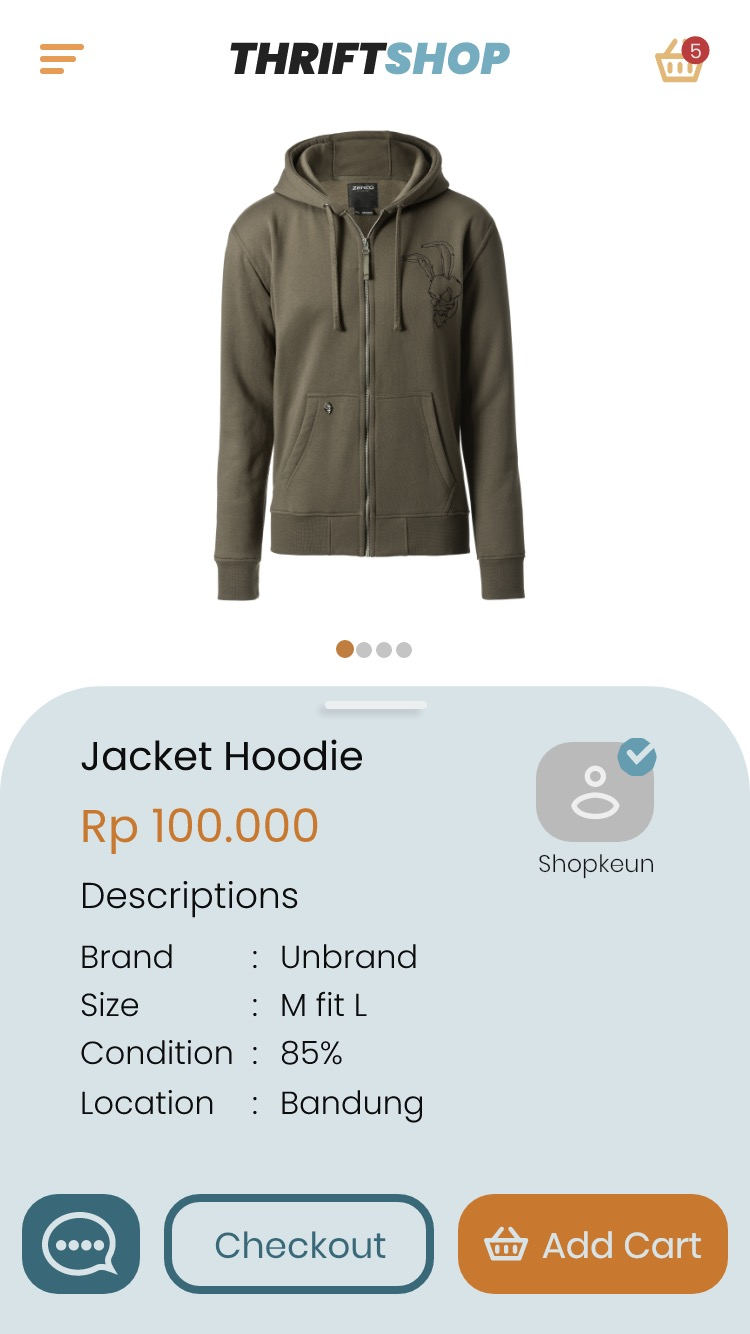 THRIFTSHOP
5
Jacket Hoodie
Rp 100.000
Shopkeun
Descriptions
Brand : Unbrand
Size : M fit L
Condition : 85%
Location : Bandung
Checkout
Add Cart